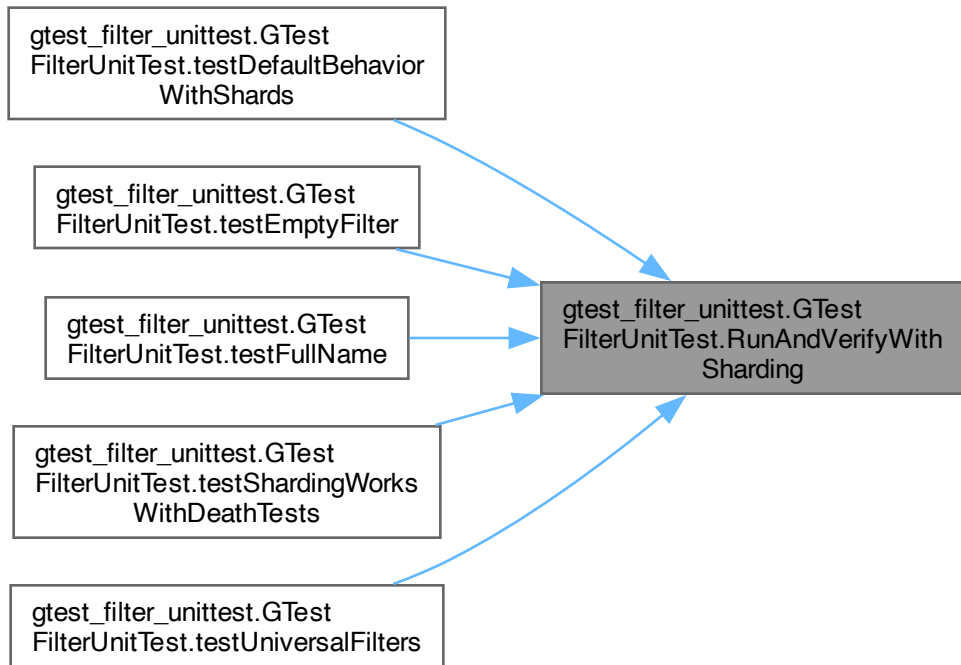 gtest_filter_unittest.GTest
FilterUnitTest.testDefaultBehavior
WithShards
gtest_filter_unittest.GTest
FilterUnitTest.testEmptyFilter
gtest_filter_unittest.GTest
FilterUnitTest.testFullName
gtest_filter_unittest.GTest
FilterUnitTest.testShardingWorks
WithDeathTests
gtest_filter_unittest.GTest
FilterUnitTest.testUniversalFilters
gtest_filter_unittest.GTest
FilterUnitTest.RunAndVerifyWith
Sharding